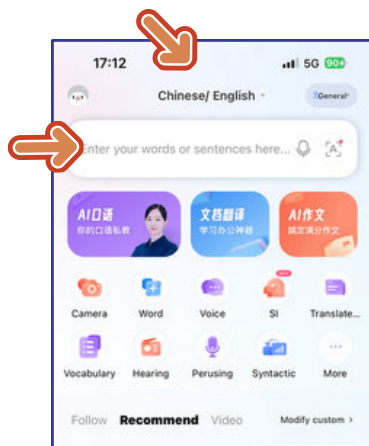 17:12 5G 90
Chinese/ English General
Enter your words or sentences here...
AI口语 文档翻译 AI作文
你的口语私教 学习办公神器 搞定满分作文
Camera Word Voice SI Translate...
Vocabulary Hearing Perusing Syntactic More
Follow Recommend Video Modify custom >